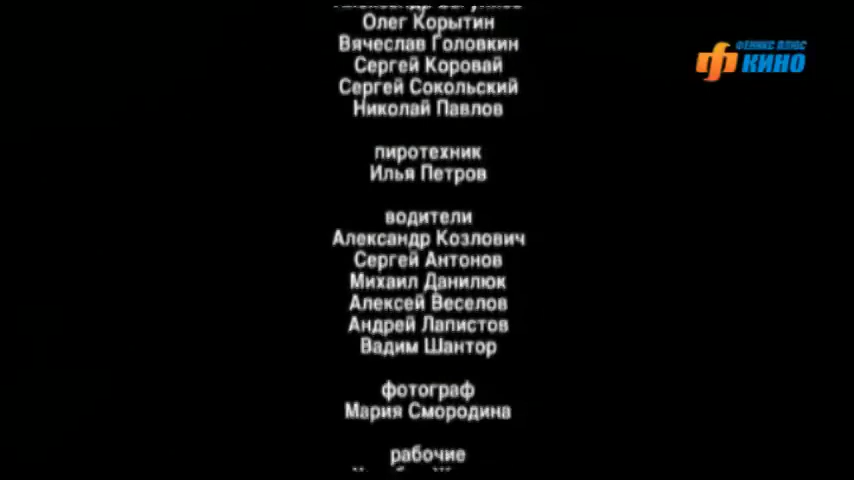 Олег Корытин
Вячеслав Головкин
Сергей Коровай
Сергей Сокольский
Николай Павлов
пиротехник
Илья Петров
водители
Александр Козлович
Сергей Антонов
Михаил Данилюк
Алексей Веселов
Андрей Лапистов
Вадим Шантор
фотограф
Мария Смородина
рабочие
ФЕНИКС ПЛЮС
КИНО